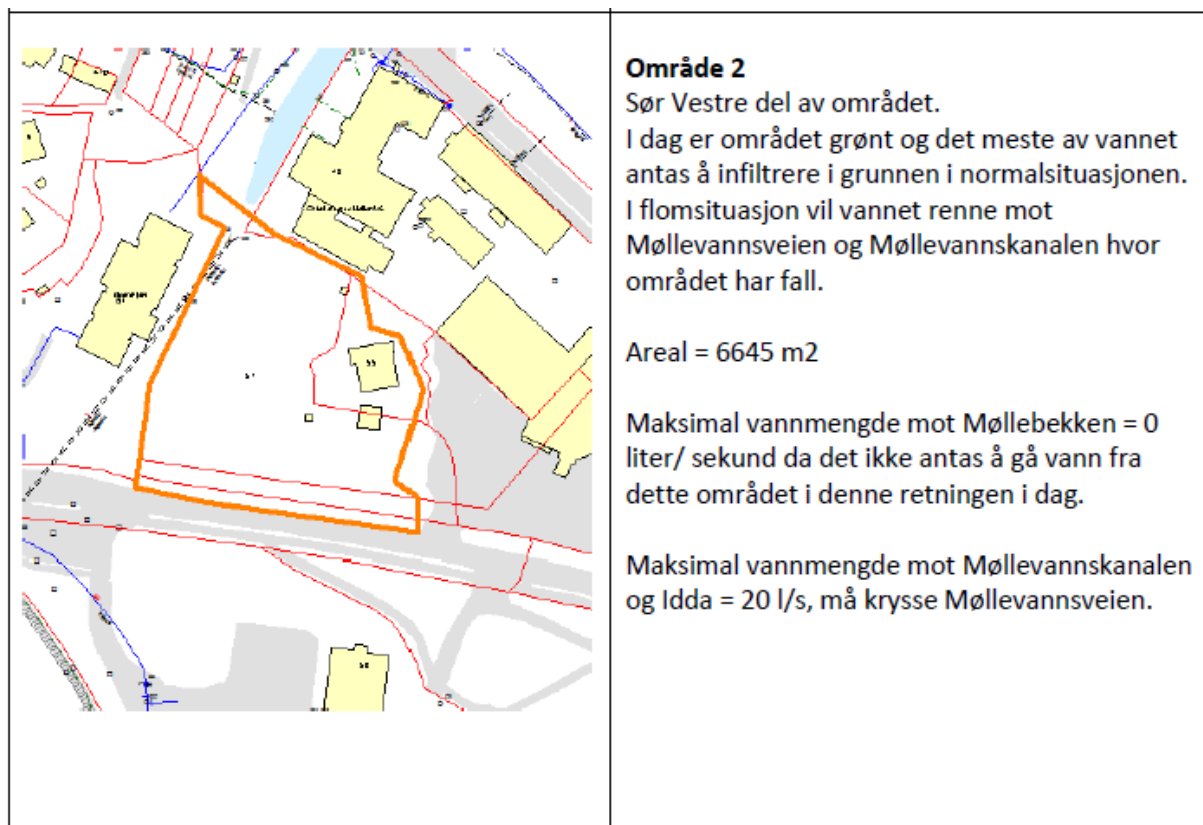 Område 2
Sør Vestre del av området.
I dag er området grønt og det meste av vannet
antas å infiltrere i grunnen i normalsituasjonen.
I flomsituasjon vil vannet renne mot
Møllevannsveien og Møllevannskanalen hvor
området har fall.
Areal = 6645 m2
Maksimal vannmengde mot Møllebekken = 0
liter/ sekund da det ikke antas å gå vann fra
dette området i denne retningen i dag.
Maksimal vannmengde mot Møllevannskanalen
og Idda = 20 l/s, må krysse Møllevannsveien.